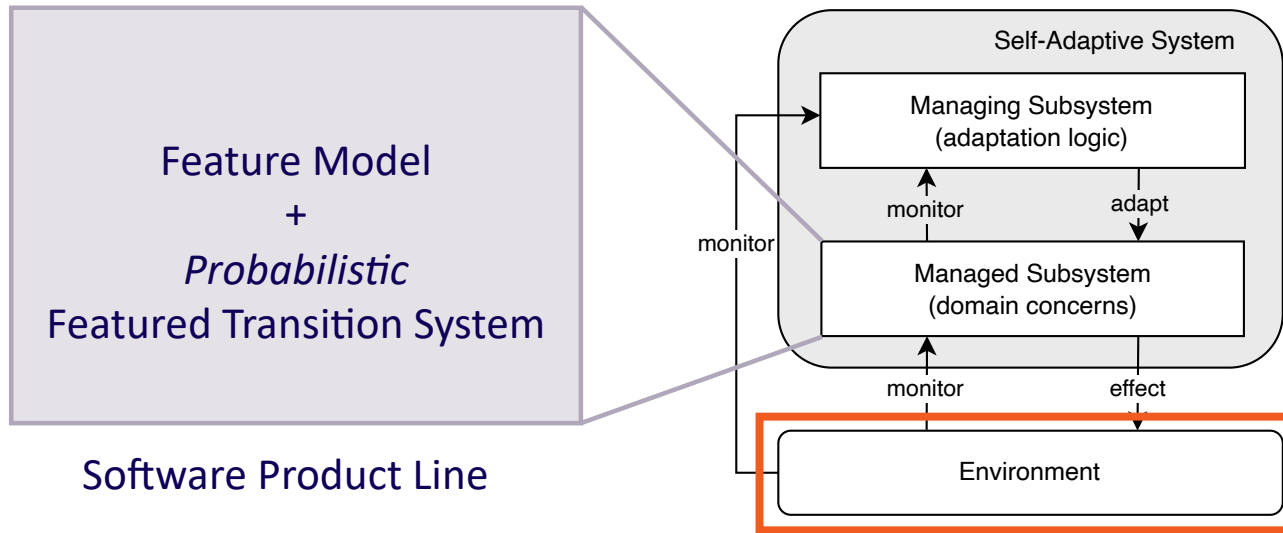 Feature Model
+
Probabilistic
Featured Transition System
Software Product Line
Self-Adaptive System
Managing Subsystem
(adaptation logic)
monitor
adapt
monitor
Managed Subsystem
(domain concerns)
monitor
effect
Environment